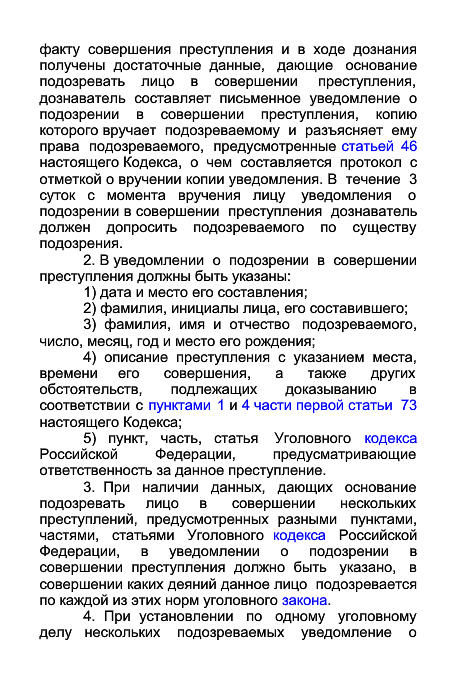 факту совершения преступления и в ходе дознания
получены достаточные данные, дающие основание
подозревать лицо в совершении преступления,
дознаватель составляет письменное уведомление о
подозрении в совершении преступления, копию
которого вручает подозреваемому и разъясняет ему
права подозреваемого, предусмотренные статьей 46
настоящего Кодекса, о чем составляется протокол с
отметкой о вручении копии уведомления. В течение 3
суток с момента вручения лицу уведомления о
подозрении в совершении преступления дознаватель
должен допросить подозреваемого по существу
подозрения.
2. В уведомлении о подозрении в совершении
преступления должны быть указаны:
1) дата и место его составления;
2) фамилия, инициалы лица, его составившего;
3) фамилия, имя и отчество подозреваемого,
число, месяц, год и место его рождения;
4) описание преступления с указанием места,
времени его совершения, а также других
обстоятельств, подлежащих доказыванию в
соответствии с пунктами 1 и 4 части первой статьи 73
настоящего Кодекса;
5) пункт, часть, статья Уголовного кодекса
Российской Федерации, предусматривающие
ответственность за данное преступление.
3. При наличии данных, дающих основание
подозревать лицо в совершении нескольких
преступлений, предусмотренных разными пунктами,
частями, статьями Уголовного кодекса Российской
Федерации, в уведомлении о подозрении в
совершении преступления должно быть указано, в
совершении каких деяний данное лицо подозревается
по каждой из этих норм уголовного закона.
4. При установлении по одному уголовному
делу нескольких подозреваемых уведомление о